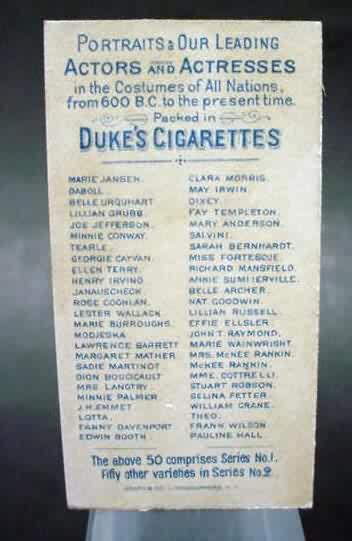 PORTRAITS OF OUR LEADING
ACTORS AND ACTRESSES
in the Costumes of All Nations,
from 600 B.C. to the present time.
Packed in
DUKE'S CIGARETTES
MARIE JANSEN.
DABOLL.
BELLE URQUHART
LILLIAN GRUBB.
JOE JEFFERSON.
MINNIE CONWAY.
TEARLE.
GEORGIE CAYVAN.
ELLEN TERRY.
HENRY IRVING
JANAUSCHECK
ROSE COGHLAN.
LESTER WALLACK
MARIE BURROUGHS.
MODJESKA.
LAWRENCE BARRETT
MARGARET MATHER
SADIE MARTINOT
DION BOUCICAULT
MRS. LANGTRY.
MINNIE PALMER
J.K.EMMET
LOTTA.
FANNY DAVENPORT
EDWIN BOOTH.
CLARA MORRIS.
MAY IRWIN.
DIXEY.
FAY TEMPLETON.
MARY ANDERSON.
SALVINI.
SARAH BERNHARDT.
MISS FORTESCUE.
RICHARD MANSFIELD.
ANNIE SUMMERVILLE.
BELLE ARCHER.
NAT. GOODWIN.
LILLIAN RUSSELL.
EFFIE ELLSLER.
JOHN T. RAYMOND.
MARIE WAINWRIGHT.
MRS. McNEE RANKIN.
McKEE RANKIN.
MME. COTTRELLI.
STUART ROBSON.
SELINA FETTER.
WILLIAM CRANE.
THEO.
FRANK WILSON
PAULINE HALL
The above 50 comprises Series No.1.
Fifty other varieties in Series No.2.